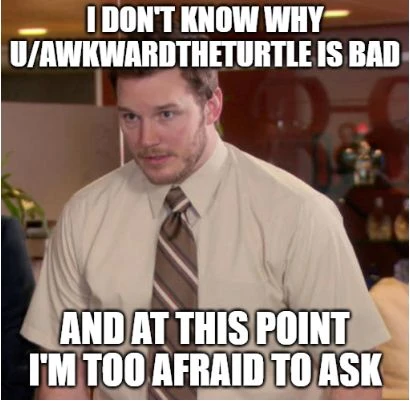 I DON'T KNOW WHY
U/AWKWARDTHETURTLE IS BAD
AND AT THIS POINT
I'M TOO AFRAID TO ASK